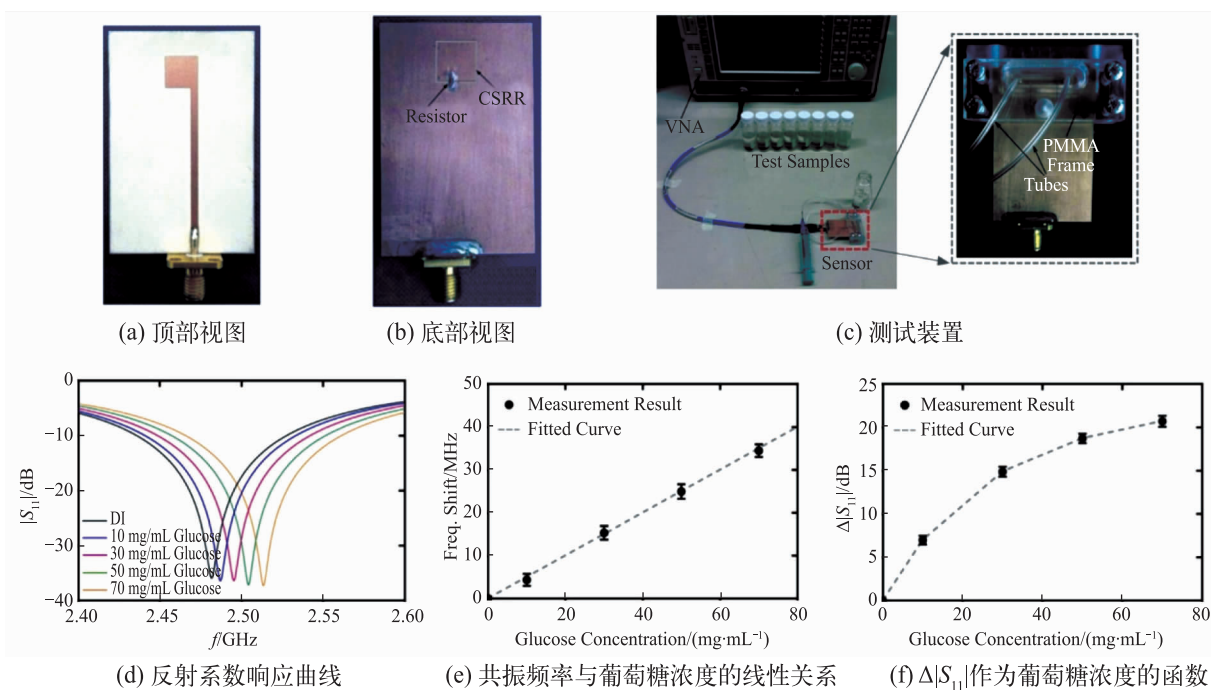 Resistor
CSRR
VNA
Test Samples
Sensor
PMMA
Frame
Tubes
(a) 顶部视图
(b) 底部视图
(c) 测试装置
0
−10
−20
−30
−40
|S₁₁|/dB
DI
10 mg/mL Glucose
30 mg/mL Glucose
50 mg/mL Glucose
70 mg/mL Glucose
2.40 2.45 2.50 2.55 2.60
f/GHz
50
40
30
20
10
0
Freq. Shift/MHz
Measurement Result
Fitted Curve
0 20 40 60 80
Glucose Concentration/(mg·mL⁻¹)
25
20
15
10
5
0
Δ|S₁₁|/dB
Measurement Result
Fitted Curve
0 20 40 60 80
Glucose Concentration/(mg·mL⁻¹)
(d) 反射系数响应曲线
(e) 共振频率与葡萄糖浓度的线性关系
(f) Δ|S₁₁|作为葡萄糖浓度的函数